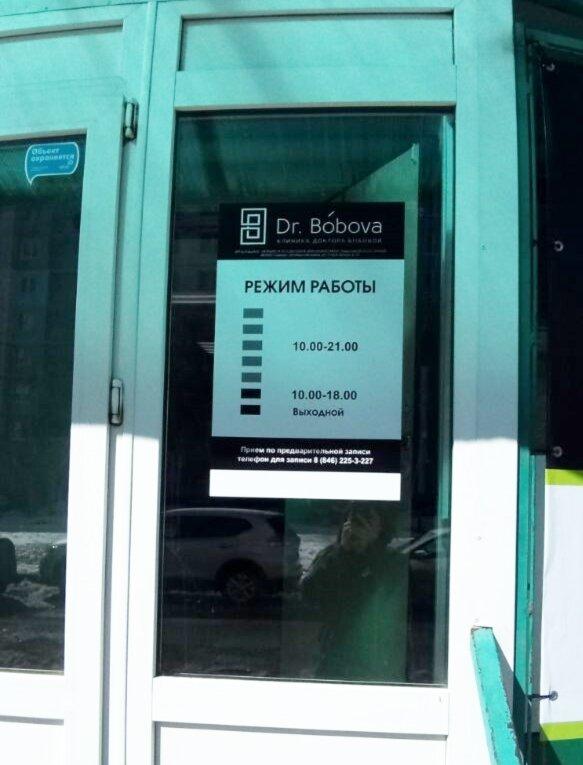 Объект
охраняется
Dr. Bobova
КЛИНИКА ДОКТОРА БОБОВОЙ
РЕЖИМ РАБОТЫ
10.00-21.00
10.00-18.00
Выходной
Прием по предварительной записи
телефон для записи 8 (846) 225-3-227